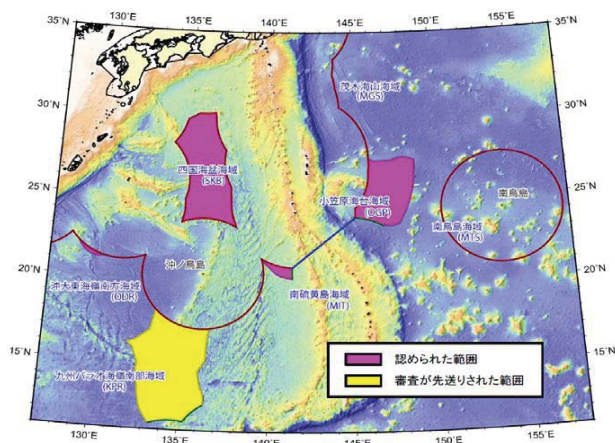 130°E
135°E
140°E
145°E
150°E
155°E
35°N
35°N
茂木海山海域
(MCS)
30°N
30°N
四国海盆海域
(SKB)
25°N
小笠原海台海域
(OGP)
南鳥島
25°N
南鳥島海域
(MTS)
20°N
沖ノ鳥島
20°N
沖大東海嶺南方海域
(ODR)
南硫黄島海域
(MIT)
15°N
認められた範囲
15°N
九州パラオ海嶺南部海域
(KPR)
審査が先送りされた範囲
130°E
135°E
140°E
145°E
150°E
155°E